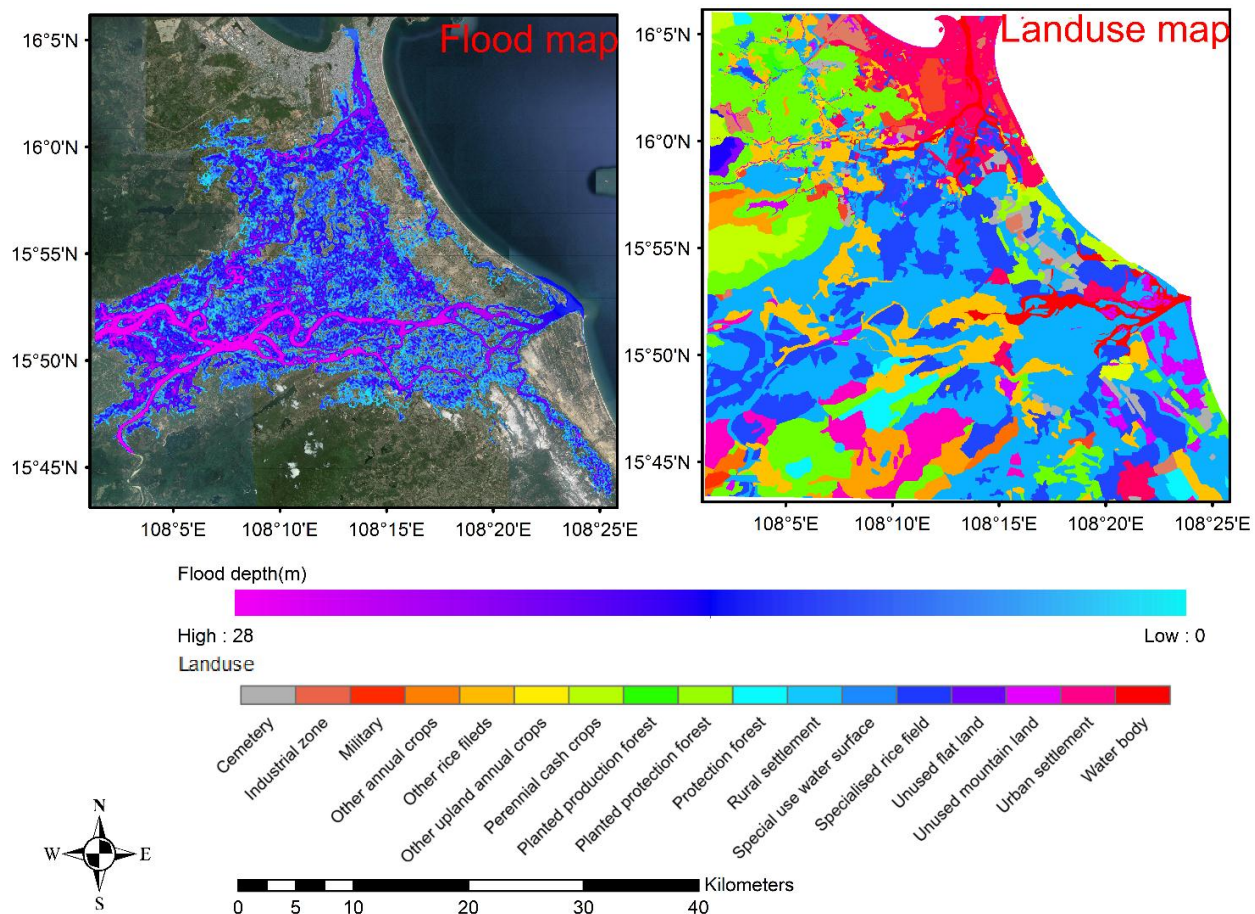 Flood map
Landuse map
16°5'N
16°0'N
15°55'N
15°50'N
15°45'N
108°5'E
108°10'E
108°15'E
108°20'E
108°25'E
16°5'N
16°0'N
15°55'N
15°50'N
15°45'N
108°5'E
108°10'E
108°15'E
108°20'E
108°25'E
Flood depth(m)
High : 28
Low : 0
Landuse
Cemetery
Industrial zone
Military
Other annual crops
Other rice fileds
Other upland annual crops
Perennial cash crops
Planted production forest
Planted protection forest
Protection forest
Rural settlement
Special use water surface
Specialised rice field
Unused flat land
Unused mountain land
Urban settlement
Water body
N
W
E
S
Kilometers
0 5 10 20 30 40